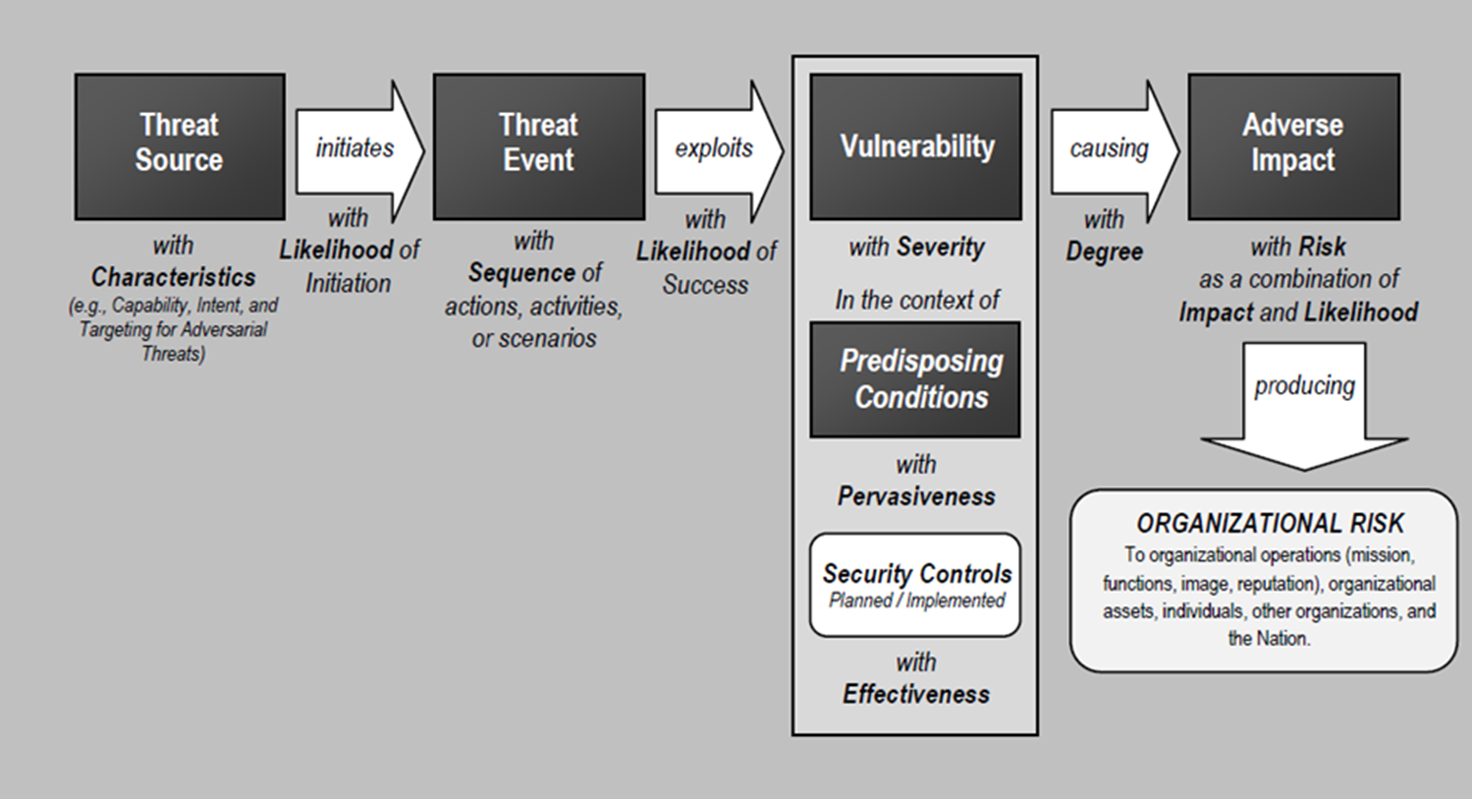 Threat
Source
initiates
Threat
Event
exploits
Vulnerability
causing
Adverse
Impact
with
Characteristics
(e.g., Capability, Intent, and
Targeting for Adversarial
Threats)
with
Likelihood of
Initiation
with
Sequence of
actions, activities,
or scenarios
with
Likelihood of
Success
with Severity
In the context of
Predisposing
Conditions
with
Pervasiveness
Security Controls
Planned / Implemented
with
Effectiveness
with
Degree
with Risk
as a combination of
Impact and Likelihood
producing
ORGANIZATIONAL RISK
To organizational operations (mission,
functions, image, reputation), organizational
assets, individuals, other organizations, and
the Nation.